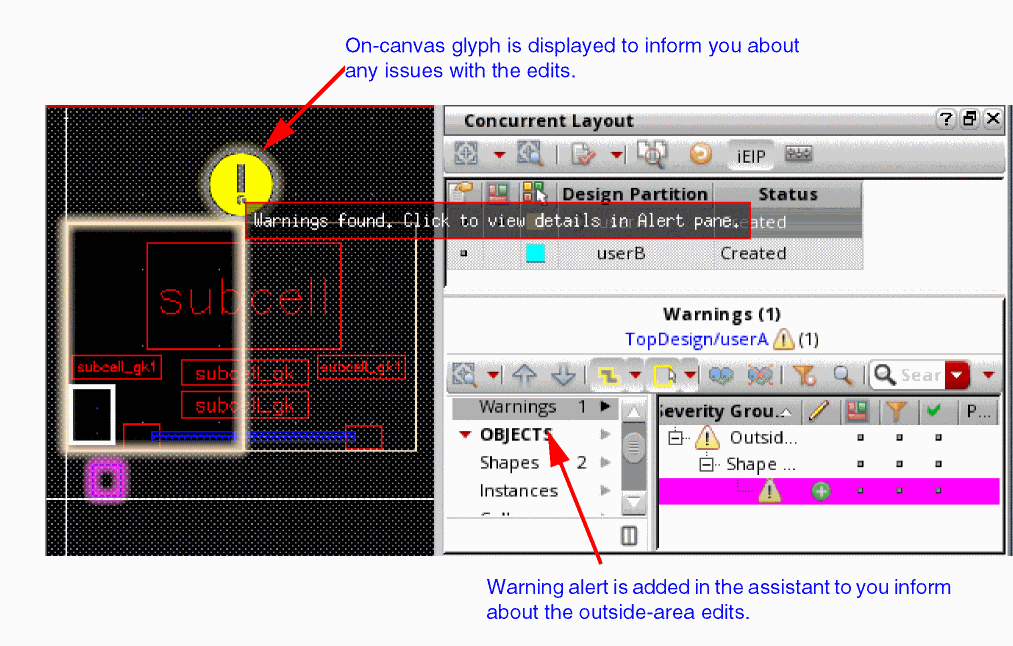 On-canvas glyph is displayed to inform you about
any issues with the edits.
Concurrent Layout
iEIP
Design Partition Status
Warnings found. Click to view details in Alert pane.
userB Created
subcell
subcell_gk1 subcell_gk subcell_gk1
subcell_gk
Warnings (1)
TopDesign/userA (1)
Sear
Warnings 1
OBJECTS
Shapes 2
Instances
Severity Grou... P...
Outsid...
Shape ...
Warning alert is added in the assistant to you inform
about the outside-area edits.